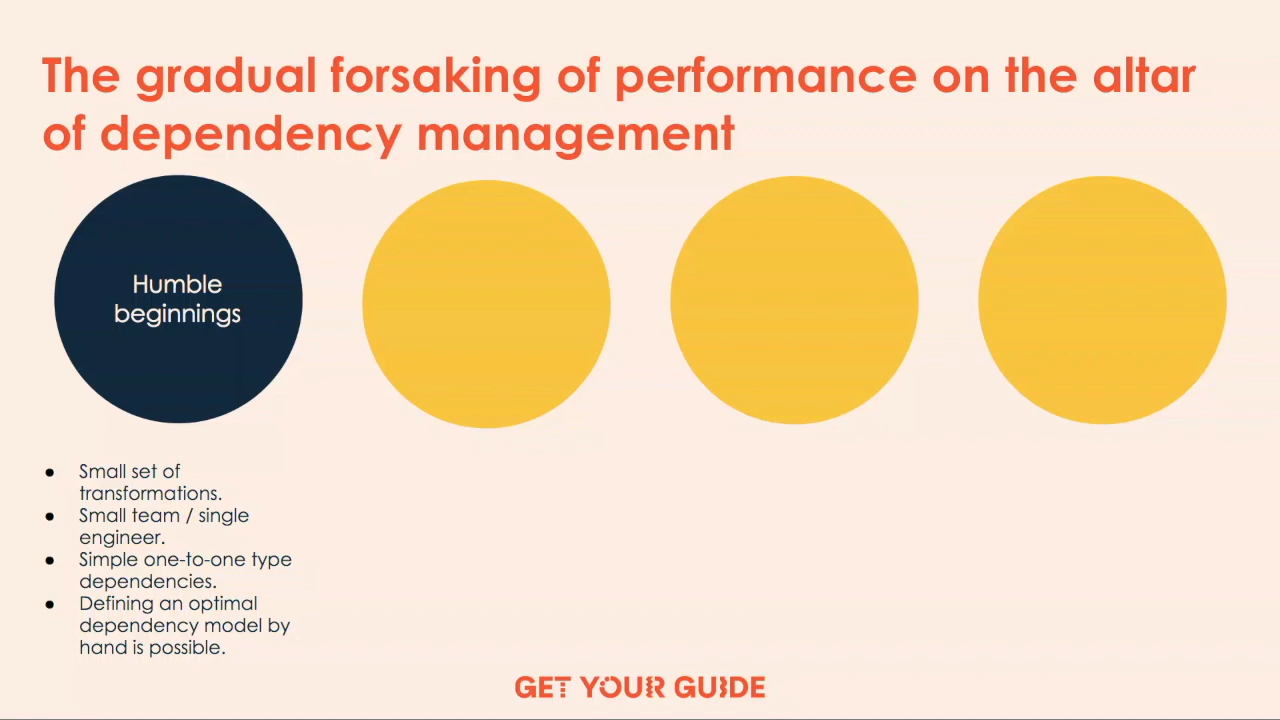 The gradual forsaking of performance on the altar
of dependency management
Humble
beginnings
● Small set of
transformations.
● Small team / single
engineer.
● Simple one-to-one type
dependencies.
● Defining an optimal
dependency model by
hand is possible.
GET YOUR GUIDE